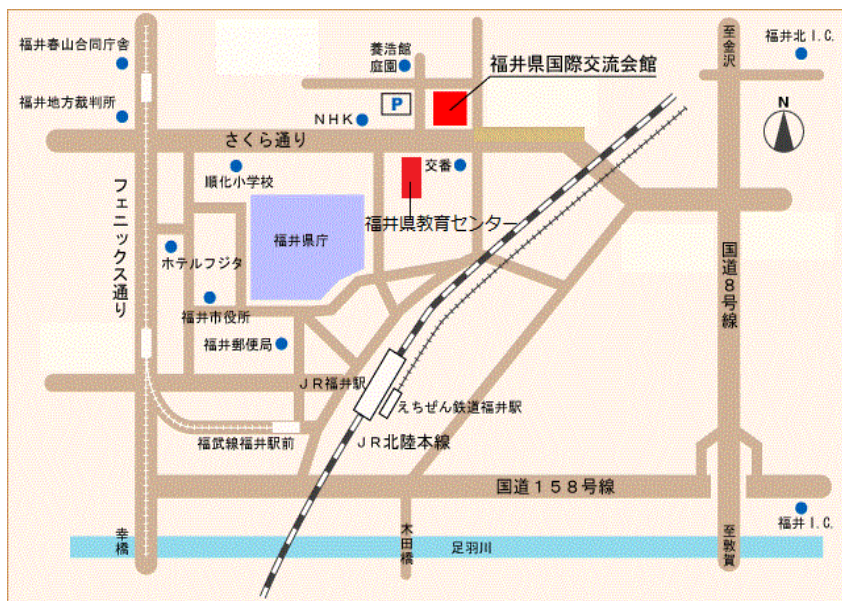 福井春山合同庁舎
福井地方裁判所
養浩館
庭園
福井県国際交流会館
至金沢
福井北I.C.
P
NHK
N
さくら通り
交番
順化小学校
フェニックス通り
福井県庁
福井県教育センター
ホテルフジタ
国道8号線
福井市役所
福井郵便局
JR福井駅
えちぜん鉄道福井駅
福武線福井駅前
JR北陸本線
国道158号線
幸橋
木田橋
足羽川
至敦賀
福井I.C.